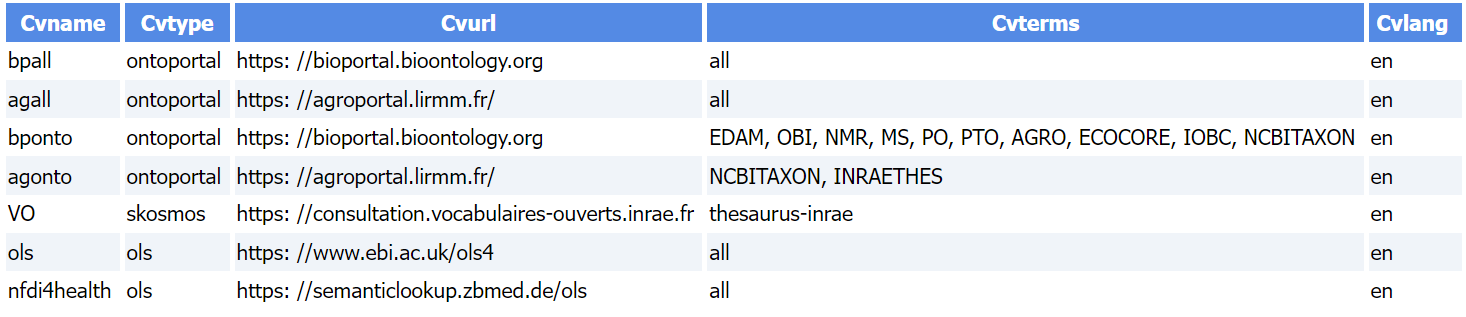 Cvname Cvtype Cvurl Cvterms Cvlang
bpall ontoportal https: //bioportal.bioontology.org all en
agall ontoportal https: //agroportal.lirmm.fr/ all en
bponto ontoportal https: //bioportal.bioontology.org EDAM, OBI, NMR, MS, PO, PTO, AGRO, ECOCORE, IOBC, NCBITAXON en
agonto ontoportal https: //agroportal.lirmm.fr/ NCBITAXON, INRAETHES en
VO skosmos https: //consultation.vocabulaires-ouverts.inrae.fr thesaurus-inrae en
ols ols https: //www.ebi.ac.uk/ols4 all en
nfdi4health ols https: //semanticlookup.zbmed.de/ols all en